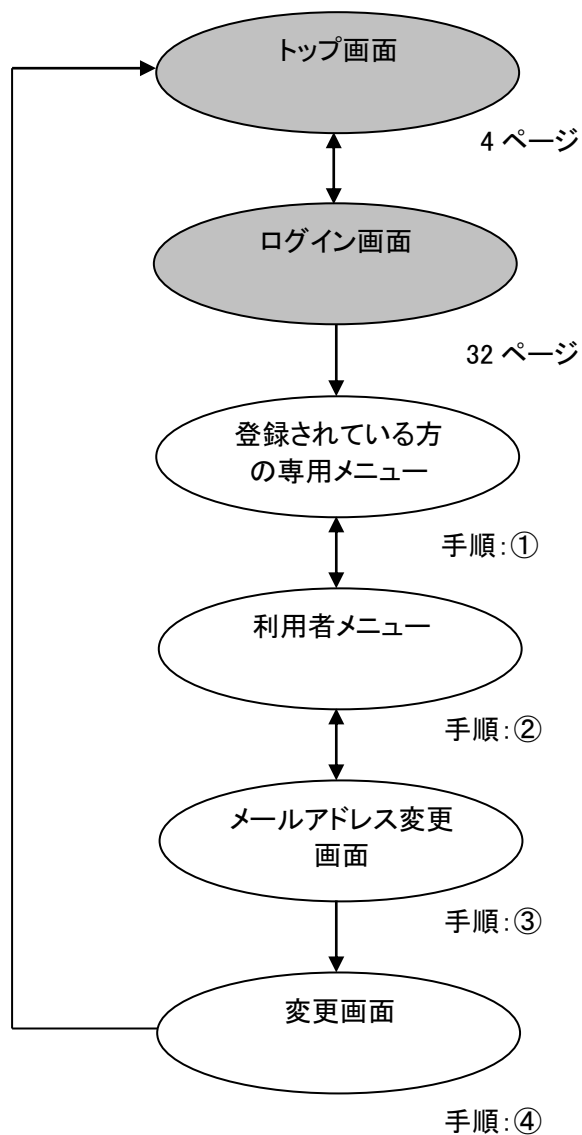 トップ画面
4 ページ
ログイン画面
32 ページ
登録されている方
の専用メニュー
手順:①
利用者メニュー
手順:②
メールアドレス変更
画面
手順:③
変更画面
手順:④